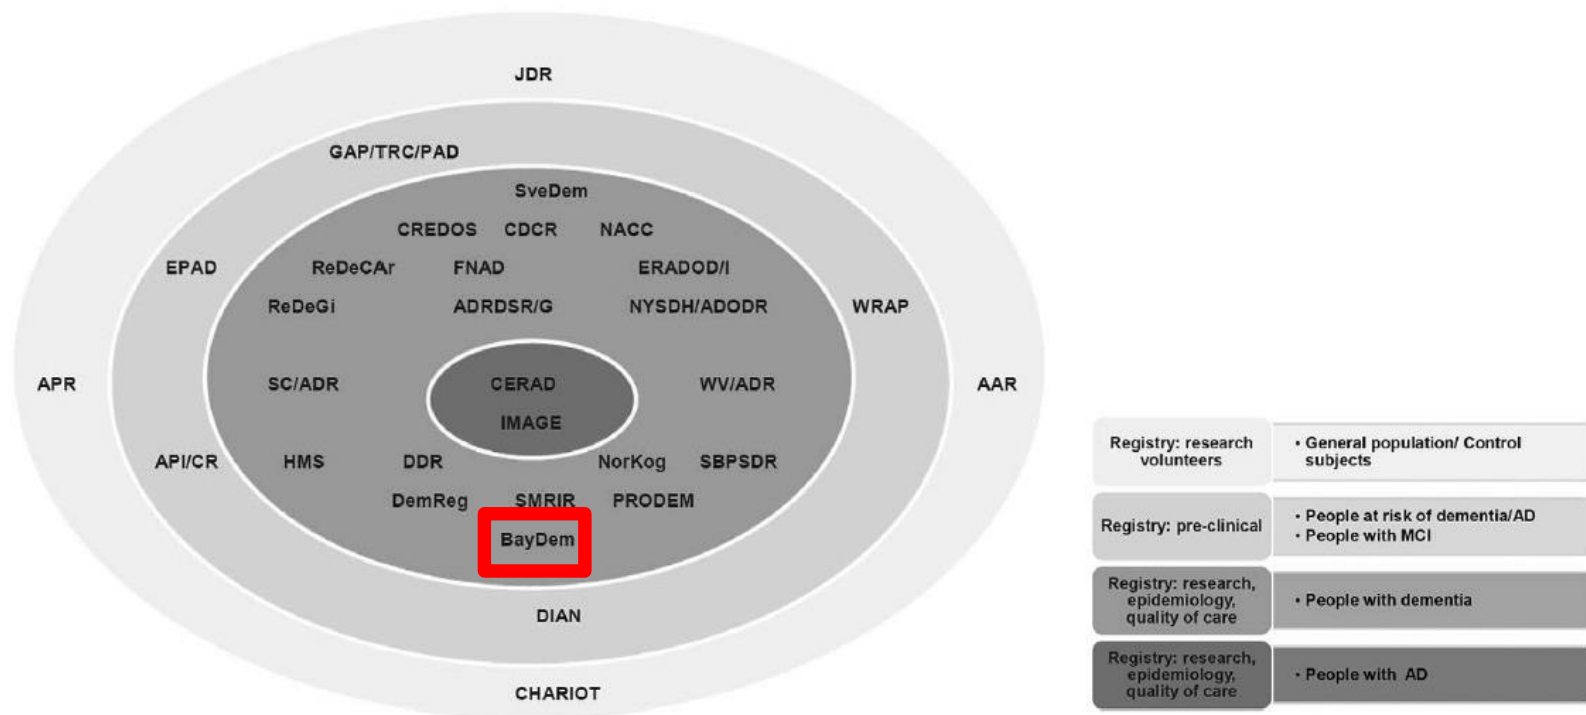 JDR
GAP/TRC/PAD
SveDem
CREDOS CDCR NACC
EPAD ReDeCAr FNAD ERADOD/I
ReDeGi ADRDSR/G NYSDH/ADODR WRAP
APR SC/ADR CERAD WV/ADR AAR
IMAGE
API/CR HMS DDR NorKog SBPSDR
DemReg SMRIR PRODEM
BayDem
DIAN
CHARIOT
Registry: research
volunteers
• General population/ Control
subjects
Registry: pre-clinical
• People at risk of dementia/AD
• People with MCI
Registry: research,
epidemiology,
quality of care
• People with dementia
Registry: research,
epidemiology,
quality of care
• People with AD